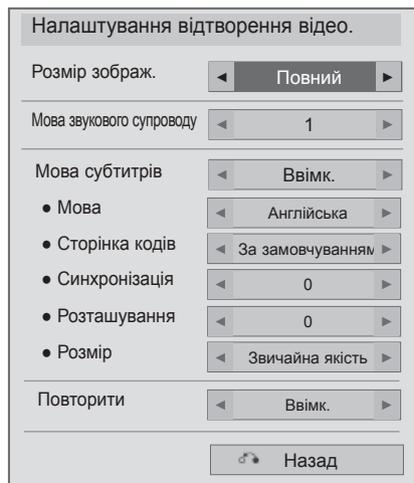 Налаштування відтворення відео.
Розмір зображ. ◄ Повний ►
Мова звукового супроводу ◄ 1 ►
Мова субтитрів ◄ Ввімк. ►
● Мова ◄ Англійська ►
● Сторінка кодів ◄ За замовчуванням ►
● Синхронізація ◄ 0 ►
● Розташування ◄ 0 ►
● Розмір ◄ Звичайна якість ►
Повторити ◄ Ввімк. ►
Назад